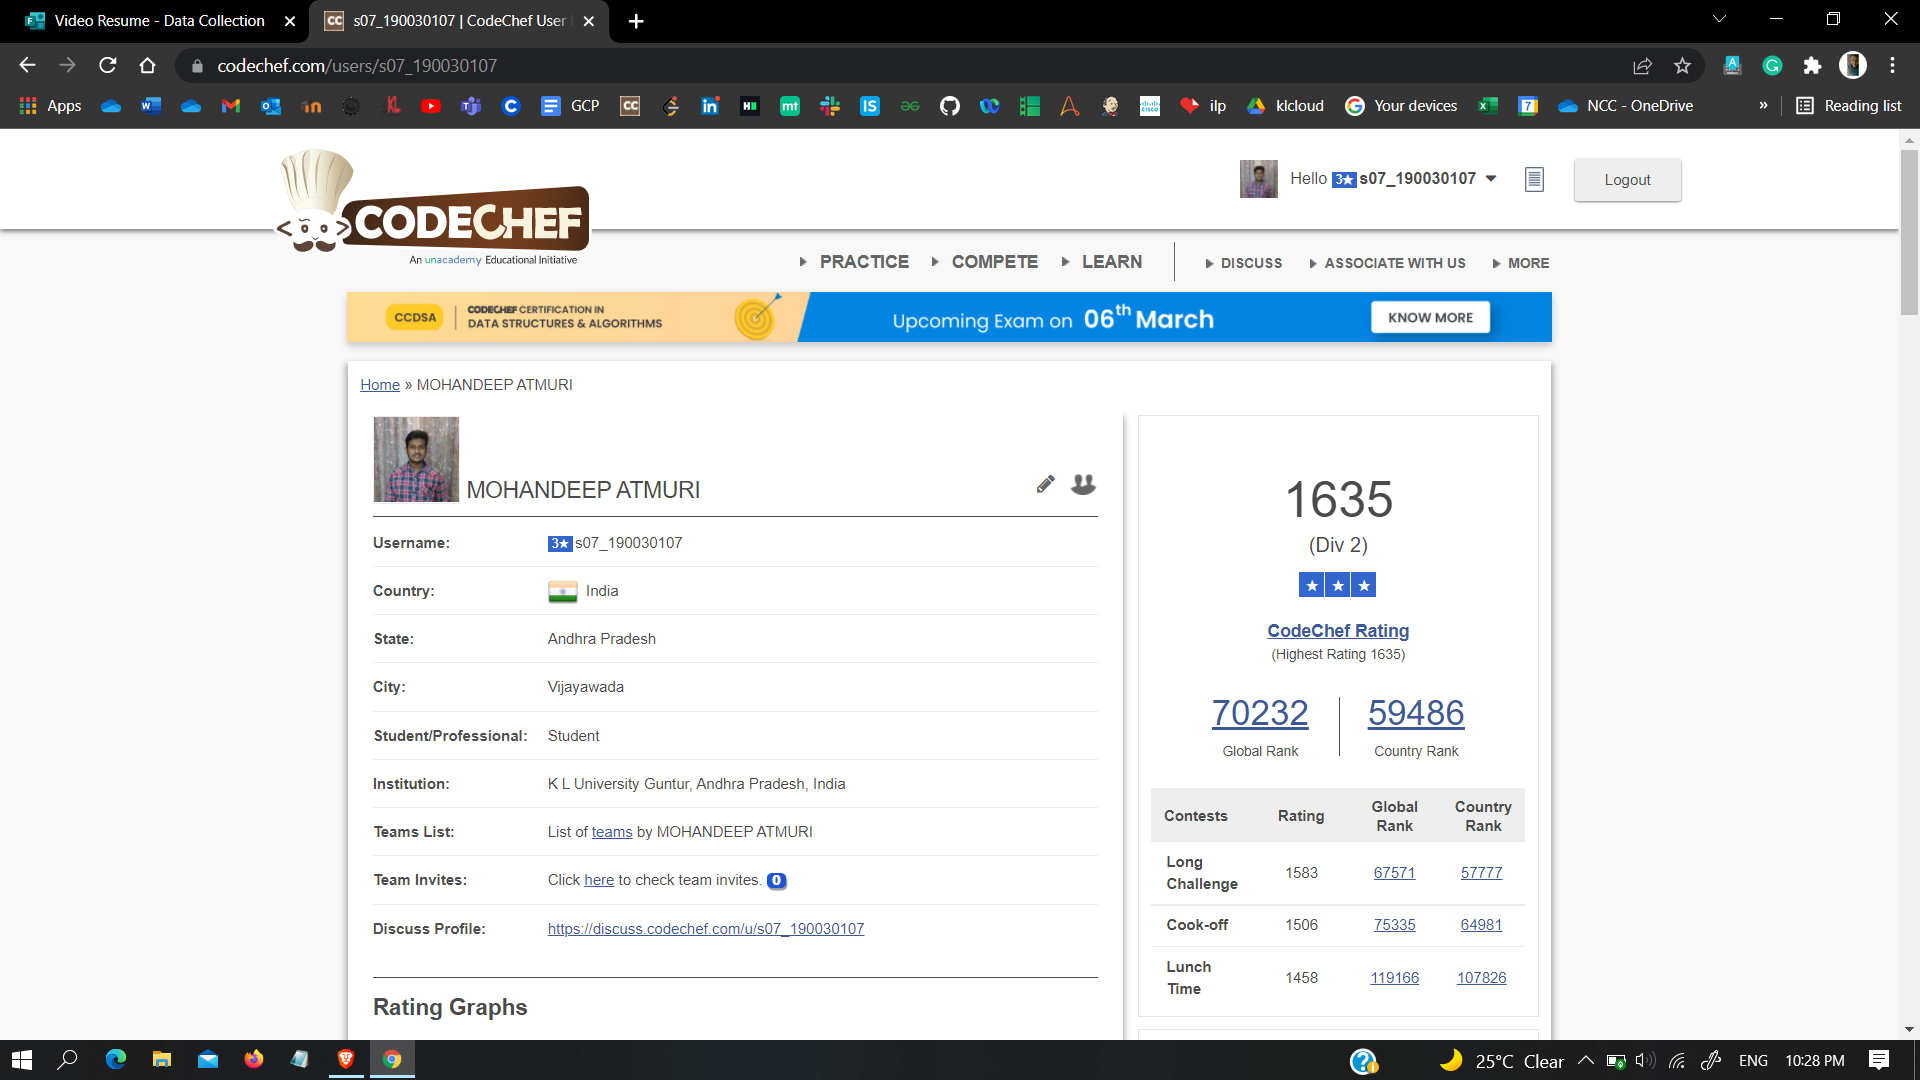 Video Resume - Data Collection
s07_190030107 | CodeChef User
codechef.com/users/s07_190030107
Apps
GCP
ilp
klcloud
Your devices
NCC - OneDrive
»
Reading list
CODECHEF
An unacademy Educational Initiative
Hello 3★ s07_190030107
Logout
PRACTICE
COMPETE
LEARN
DISCUSS
ASSOCIATE WITH US
MORE
CCDSA
CODECHEF CERTIFICATION IN
DATA STRUCTURES & ALGORITHMS
Upcoming Exam on 06th March
KNOW MORE
Home » MOHANDEEP ATMURI
MOHANDEEP ATMURI
Username: 3★ s07_190030107
Country: India
State: Andhra Pradesh
City: Vijayawada
Student/Professional: Student
Institution: K L University Guntur, Andhra Pradesh, India
Teams List: List of teams by MOHANDEEP ATMURI
Team Invites: Click here to check team invites. 0
Discuss Profile: https://discuss.codechef.com/u/s07_190030107
Rating Graphs
1635
(Div 2)
★ ★ ★
CodeChef Rating
(Highest Rating 1635)
70232 59486
Global Rank Country Rank
Contests Rating Global Rank Country Rank
Long Challenge 1583 67571 57777
Cook-off 1506 75335 64981
Lunch Time 1458 119166 107826
25°C Clear
ENG
10:28 PM